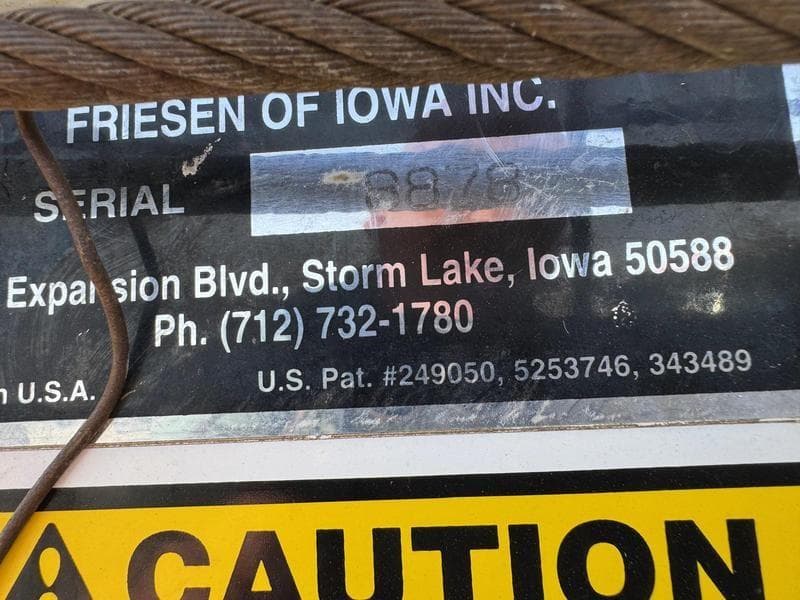 FRIESEN OF IOWA INC.
SERIAL 8878
Expansion Blvd., Storm Lake, Iowa 50588
Ph. (712) 732-1780
U.S.A.
U.S. Pat. #249050, 5253746, 343489
CAUTION